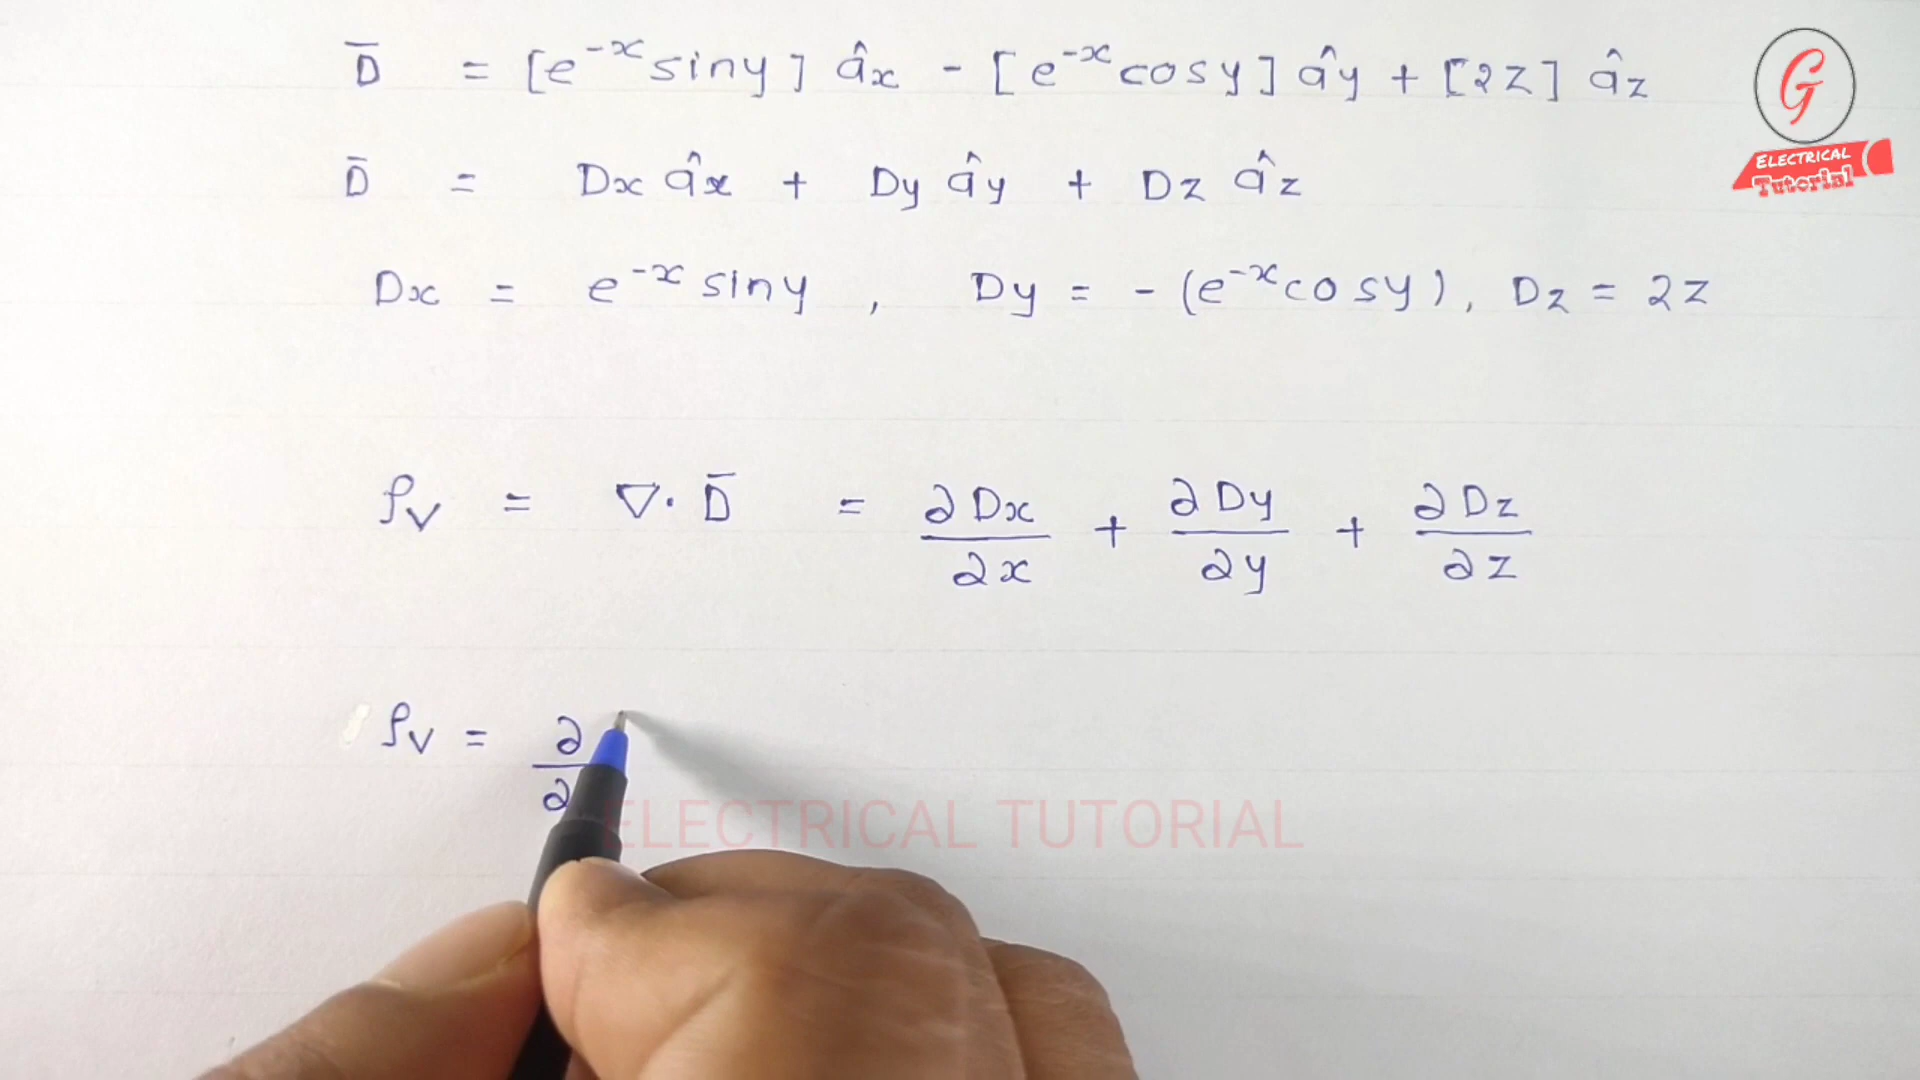 D̄ = [e⁻ˣ siny] âx - [e⁻ˣ cosy] ây + [2z] âz
D̄ = Dx âx + Dy ây + Dz âz
Dx = e⁻ˣ siny , Dy = - (e⁻ˣ cosy), Dz = 2z
ρv = ∇· D̄ = ∂Dx/∂x + ∂Dy/∂y + ∂Dz/∂z
ρv = ∂/∂
G
ELECTRICAL
Tutorial
ELECTRICAL TUTORIAL